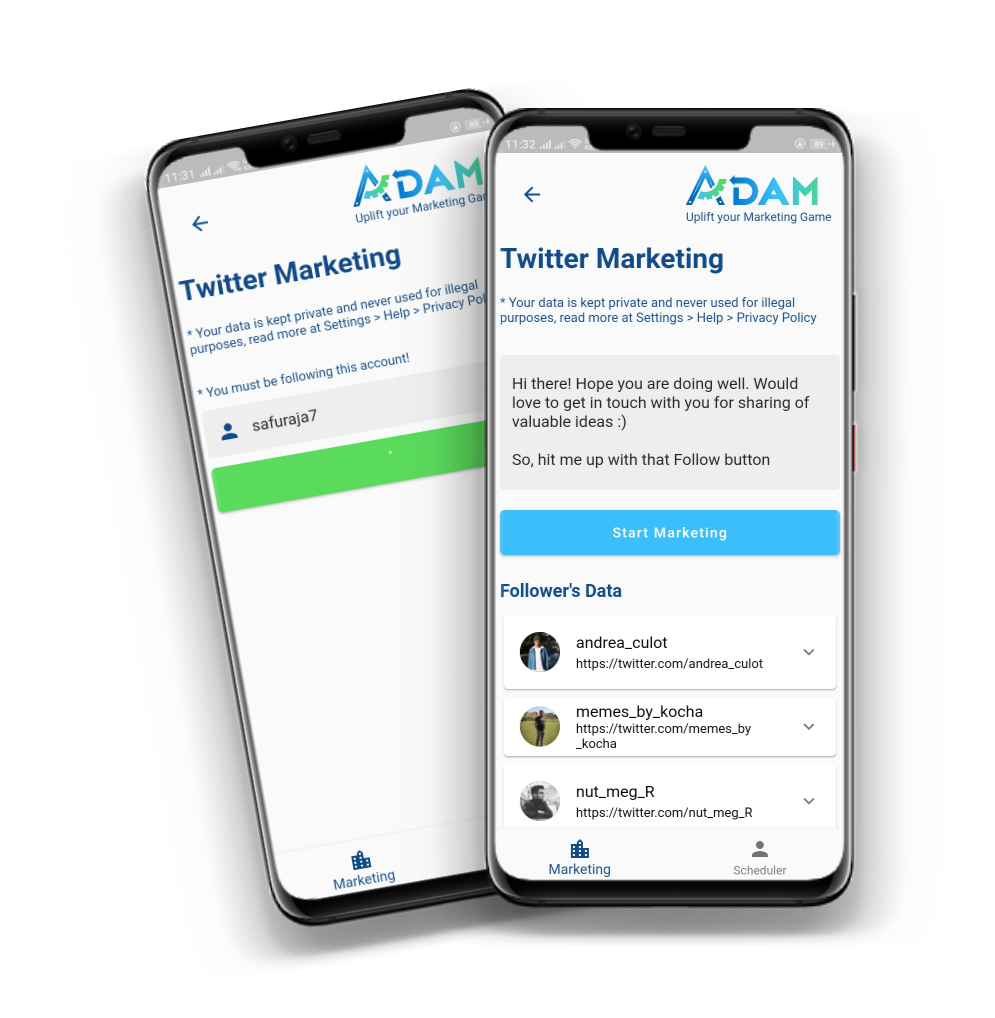 11:31
89
ADAM
Uplift your Marketing Gam
Twitter Marketing
* Your data is kept private and never used for illegal
purposes, read more at Settings > Help > Privacy Pol
* You must be following this account!
safuraja7
Marketing
11:32
89
ADAM
Uplift your Marketing Game
Twitter Marketing
* Your data is kept private and never used for illegal
purposes, read more at Settings > Help > Privacy Policy
Hi there! Hope you are doing well. Would
love to get in touch with you for sharing of
valuable ideas :)
So, hit me up with that Follow button
Start Marketing
Follower's Data
andrea_culot
https://twitter.com/andrea_culot
memes_by_kocha
https://twitter.com/memes_by
_kocha
nut_meg_R
https://twitter.com/nut_meg_R
Marketing
Scheduler